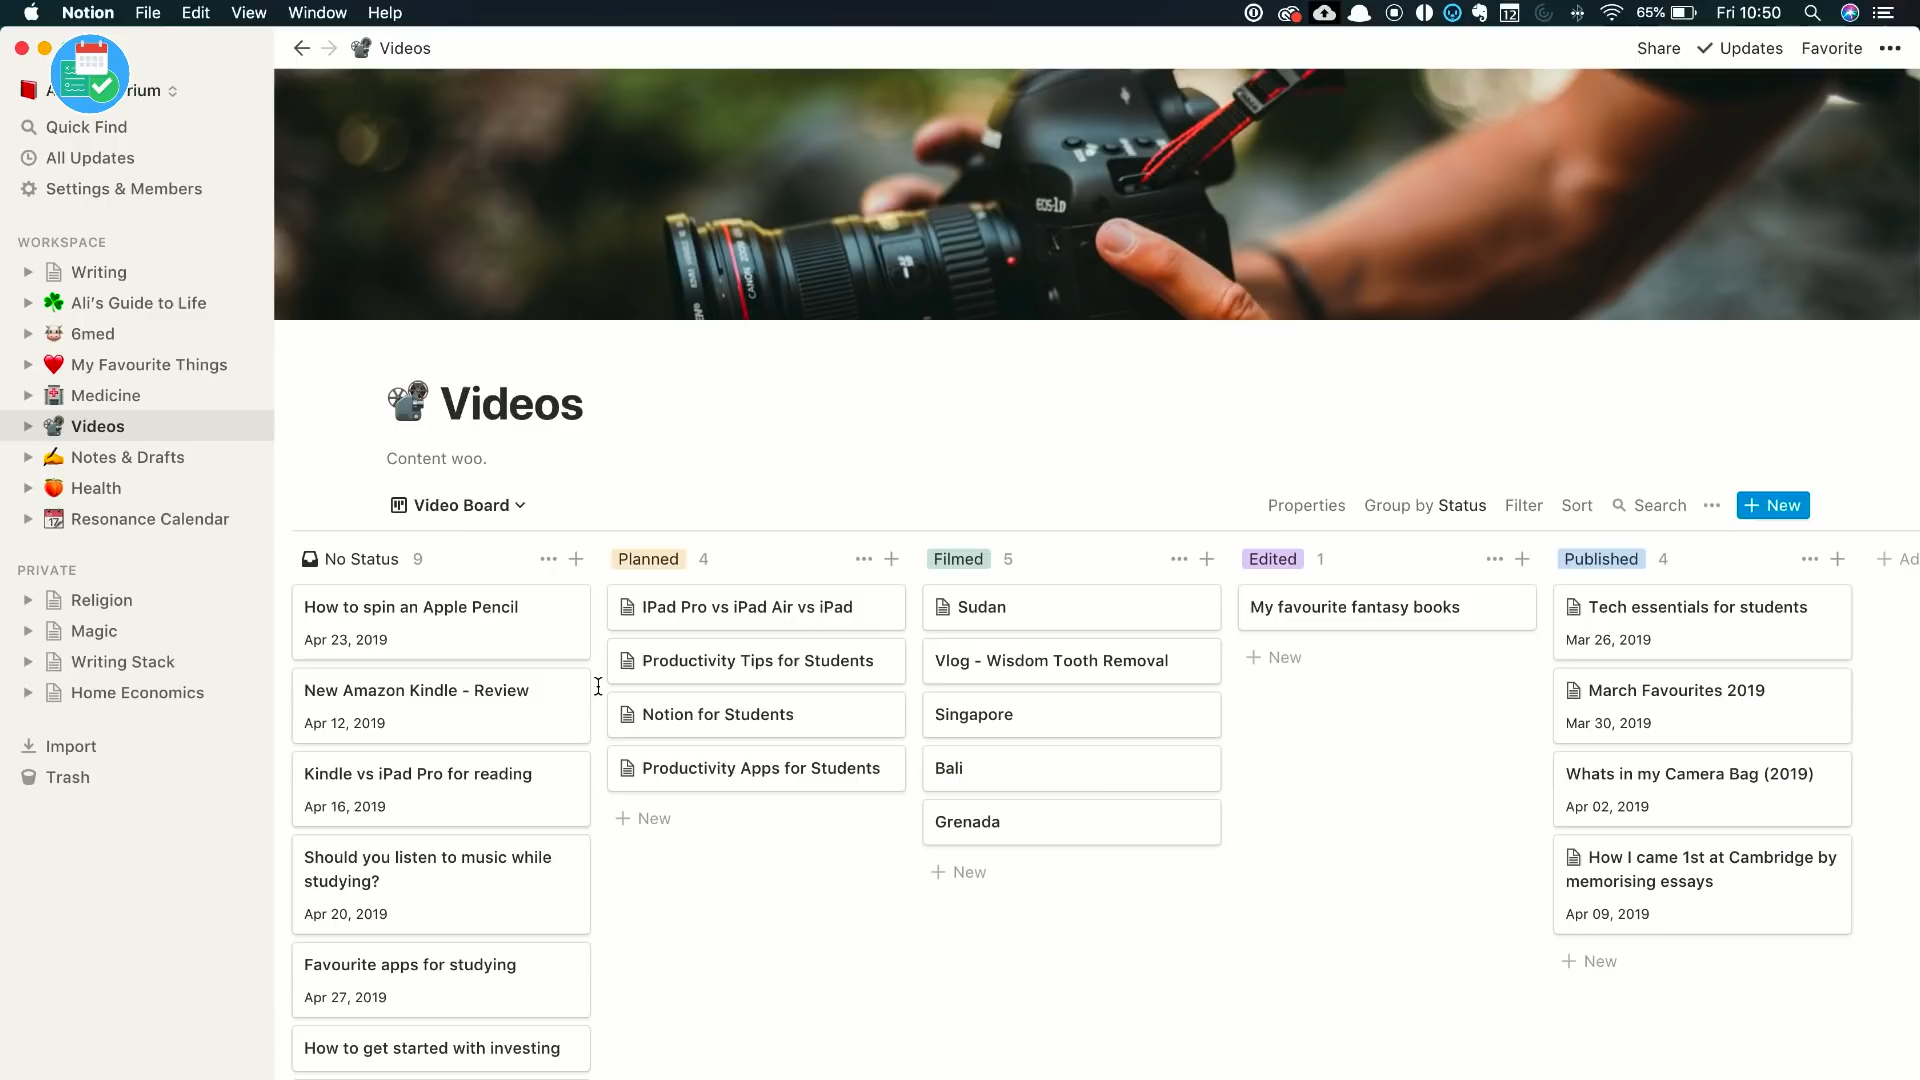 Notion File Edit View Window Help
12 65% Fri 10:50
rium
Quick Find
All Updates
Settings & Members
WORKSPACE
Writing
Ali's Guide to Life
6med
My Favourite Things
Medicine
Videos
Notes & Drafts
Health
Resonance Calendar
PRIVATE
Religion
Magic
Writing Stack
Home Economics
Import
Trash
Videos
Share Updates Favorite
EOS-1D
Videos
Content woo.
Video Board
Properties Group by Status Filter Sort Search New
No Status 9
How to spin an Apple Pencil
Apr 23, 2019
New Amazon Kindle - Review
Apr 12, 2019
Kindle vs iPad Pro for reading
Apr 16, 2019
Should you listen to music while
studying?
Apr 20, 2019
Favourite apps for studying
Apr 27, 2019
How to get started with investing
Planned 4
IPad Pro vs iPad Air vs iPad
Productivity Tips for Students
Notion for Students
Productivity Apps for Students
New
Filmed 5
Sudan
Vlog - Wisdom Tooth Removal
Singapore
Bali
Grenada
New
Edited 1
My favourite fantasy books
New
Published 4
Tech essentials for students
Mar 26, 2019
March Favourites 2019
Mar 30, 2019
Whats in my Camera Bag (2019)
Apr 02, 2019
How I came 1st at Cambridge by
memorising essays
Apr 09, 2019
New
Ad